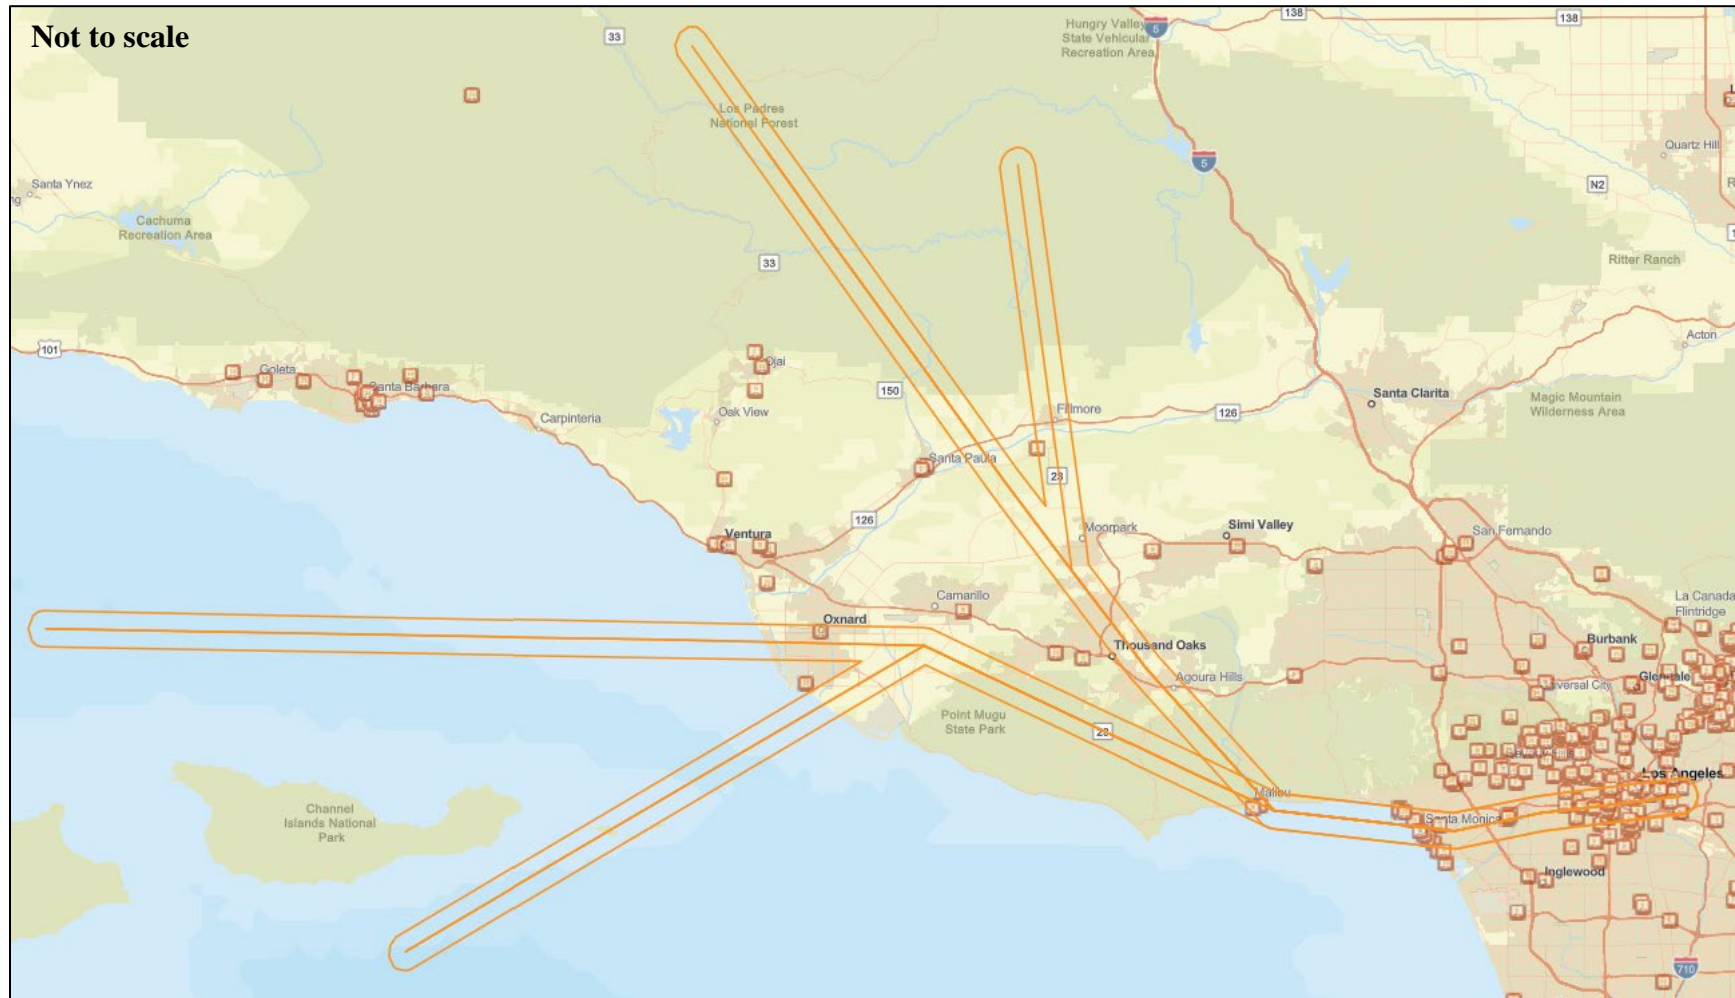 Not to scale
33
Hungry Valley
State Vehicular
Recreation Area
5
138
138
Los Padres
National Forest
5
Quartz Hill
N2
Santa Ynez
Cachuma
Recreation Area
33
Ritter Ranch
101
Goleta
Santa Barbara
Ojai
Acton
150
Carpinteria
Oak View
Fillmore
126
Santa Clarita
Magic Mountain
Wilderness Area
Santa Paula
23
126
Ventura
Moorpark
Simi Valley
San Fernando
Camarillo
La Canada
Flintridge
Oxnard
Thousand Oaks
Burbank
Agoura Hills
Glendale
Point Mugu
State Park
23
Los Angeles
Malibu
Channel
Islands National
Park
Santa Monica
Inglewood
710